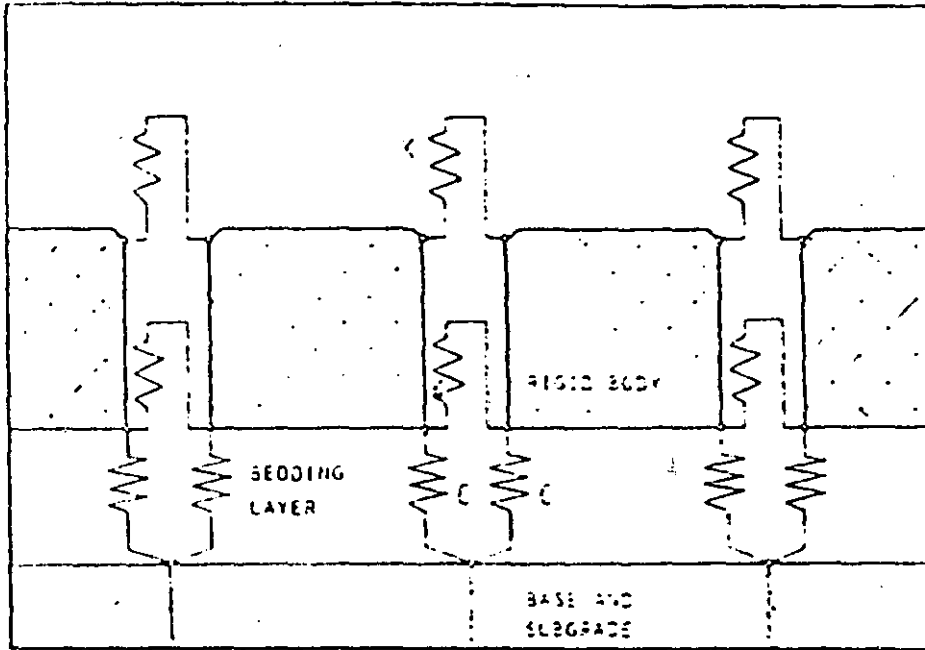 K
RIGID BODY
BEDDING
LAYER
C
C
BASE AND
SUBGRADE